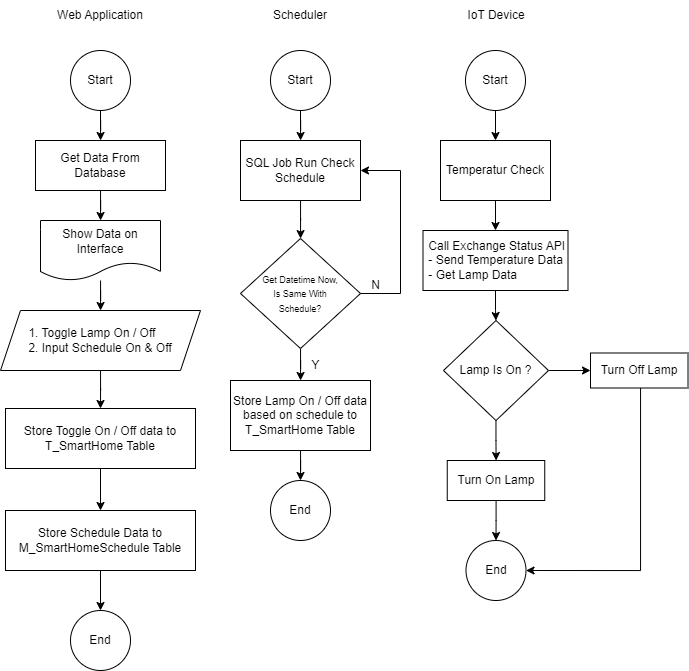 Web Application
Start
Get Data From
Database
Show Data on
Interface
1. Toggle Lamp On / Off
2. Input Schedule On & Off
Store Toggle On / Off data to
T_SmartHome Table
Store Schedule Data to
M_SmartHomeSchedule Table
End
Scheduler
Start
SQL Job Run Check
Schedule
Get Datetime Now,
Is Same With
Schedule?
N
Y
Store Lamp On / Off data
based on schedule to
T_SmartHome Table
End
IoT Device
Start
Temperatur Check
Call Exchange Status API
- Send Temperature Data
- Get Lamp Data
Lamp Is On ?
Turn Off Lamp
Turn On Lamp
End